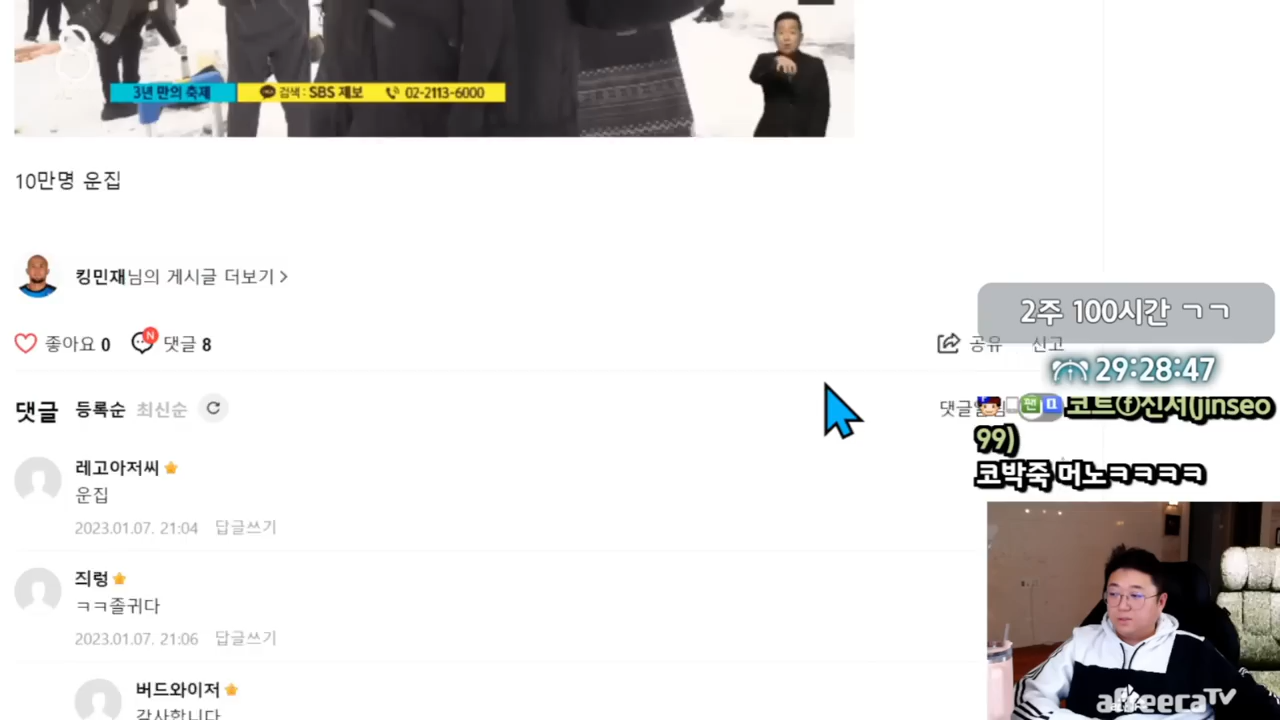 3년 만의 축제
검색 : SBS 제보 02-2113-6000
10만명 운집
킹민재님의 게시글 더보기 >
좋아요 0 N 댓글 8
공유 신고
2주 100시간 ㄱㄱ
29:28:47
댓글 등록순 최신순
팬
코트ⓕ진서(jinseo
99)
코박죽 머노ㅋㅋㅋㅋ
레고아저씨
운집
2023.01.07. 21:04 답글쓰기
즤렁
ㅋㅋ졸귀다
2023.01.07. 21:06 답글쓰기
버드와이저
감사합니다
afreecaTV